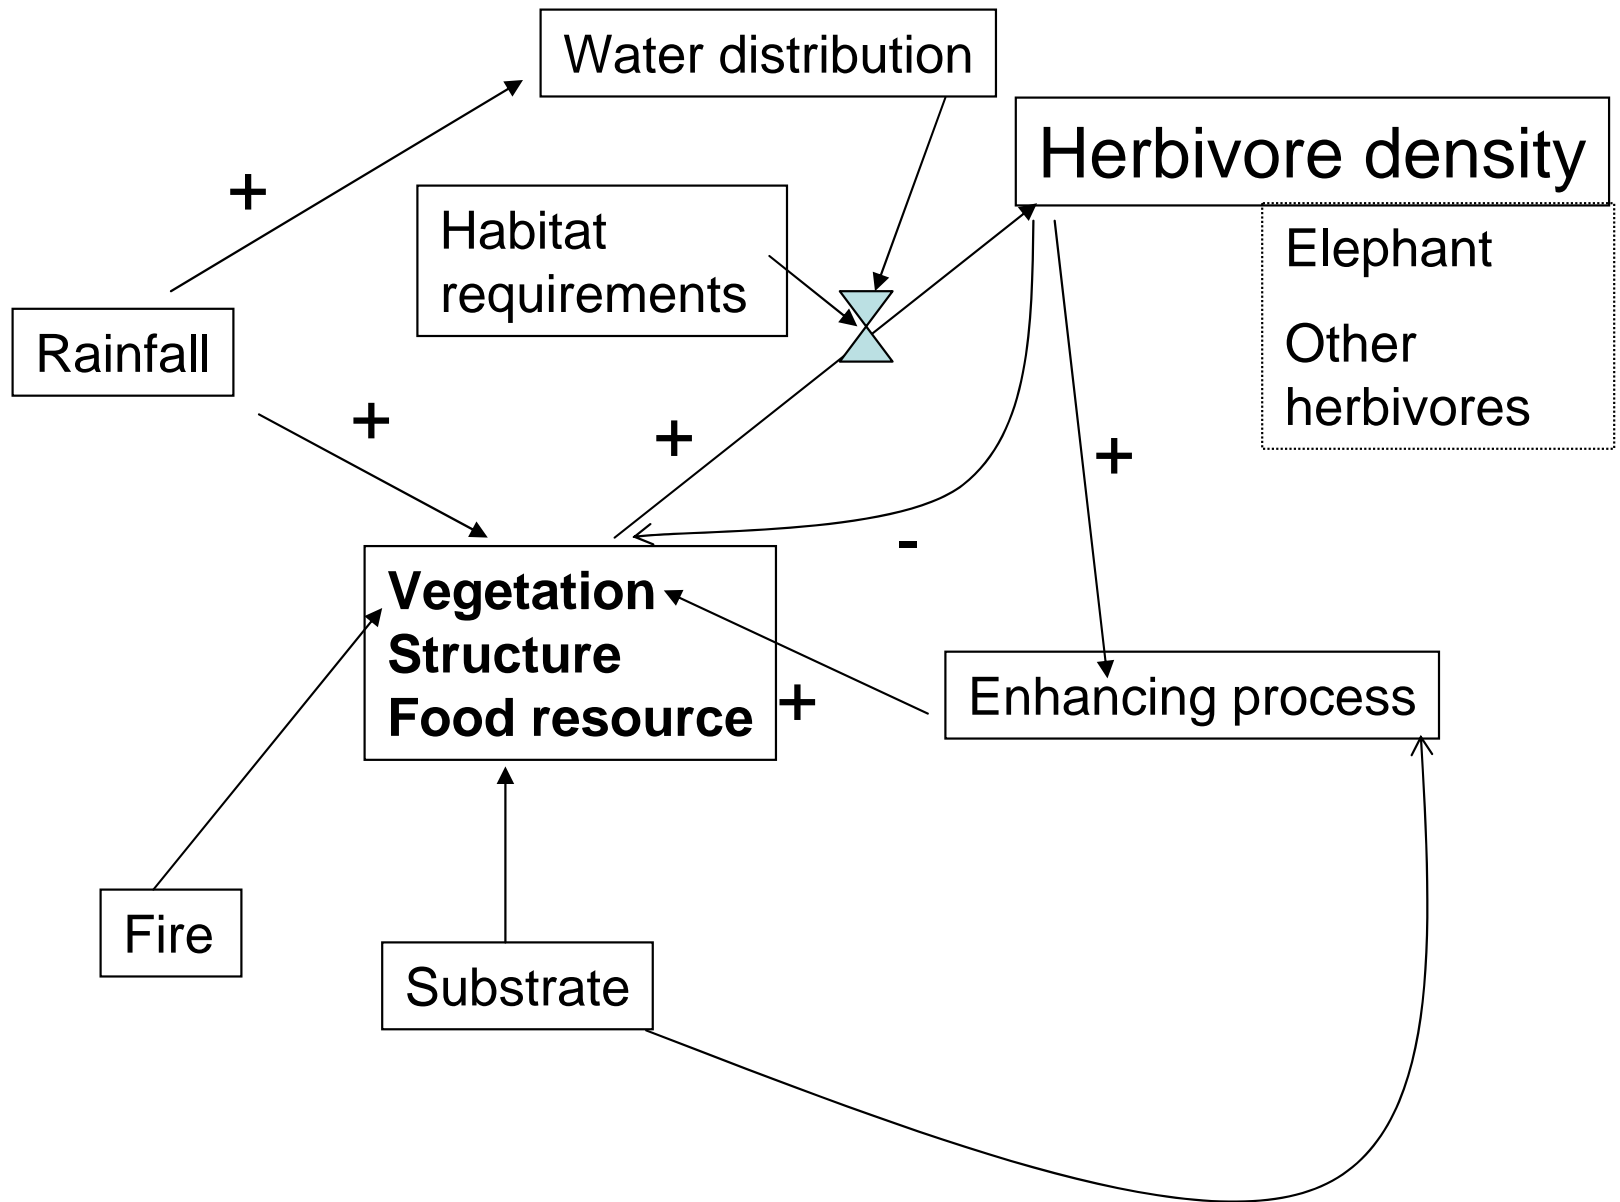 Water distribution
Herbivore density
+
Habitat
requirements
Elephant
Other
herbivores
Rainfall
+
+
+
-
Vegetation
Structure
Food resource
+
Enhancing process
Fire
Substrate